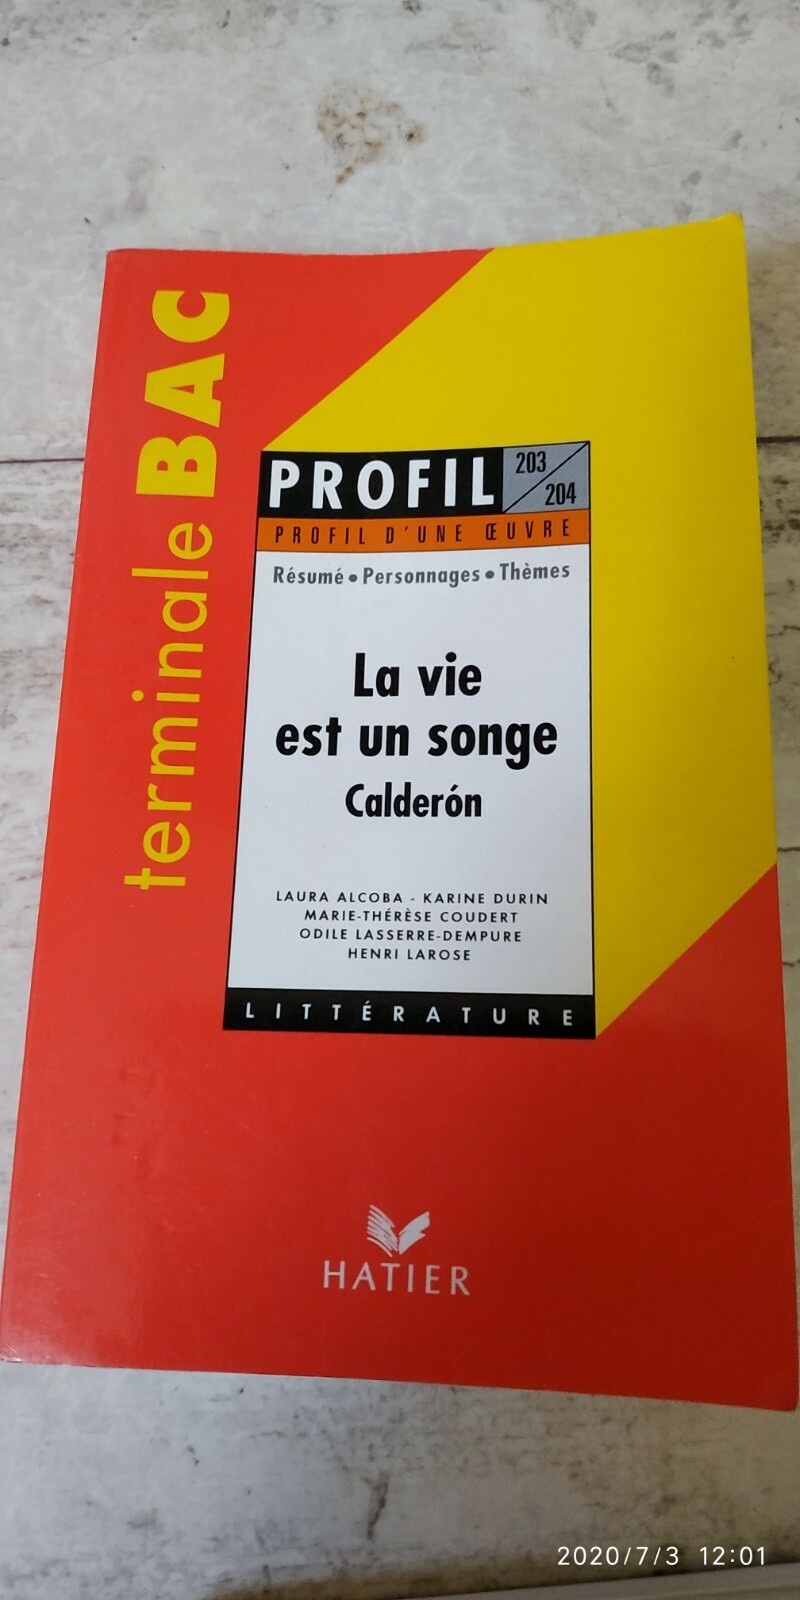 terminale BAC
PROFIL 203/204
PROFIL D'UNE ŒUVRE
Résumé • Personnages • Thèmes
La vie
est un songe
Calderón
LAURA ALCOBA - KARINE DURIN
MARIE-THÉRÈSE COUDERT
ODILE LASSERRE-DEMPURE
HENRI LAROSE
LITTÉRATURE
HATIER
2020/7/3 12:01